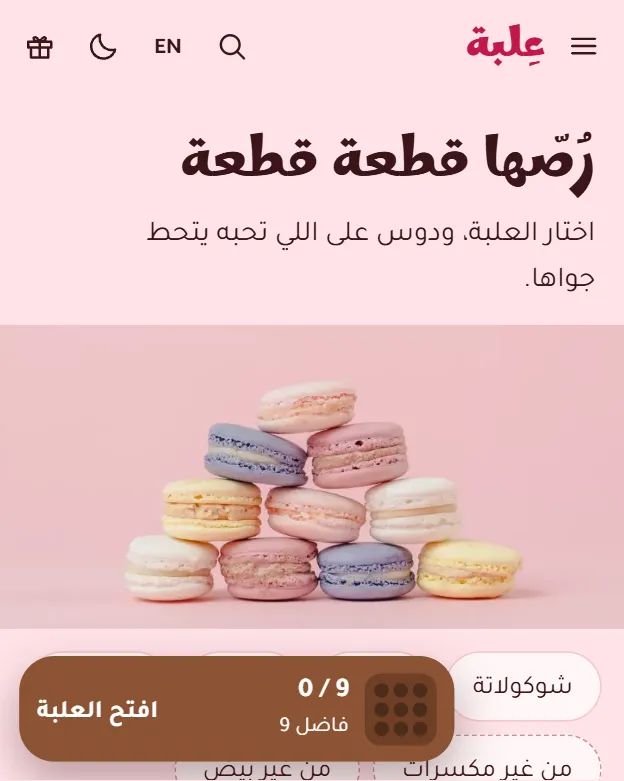 عِلبة
EN
رُصّها قطعة قطعة
اختار العلبة، ودوس على اللي تحبه يتحط
جواها.
شوكولاتة
0 / 9
فاضل 9
افتح العلبة
من غير مكسرات
من غير بيض